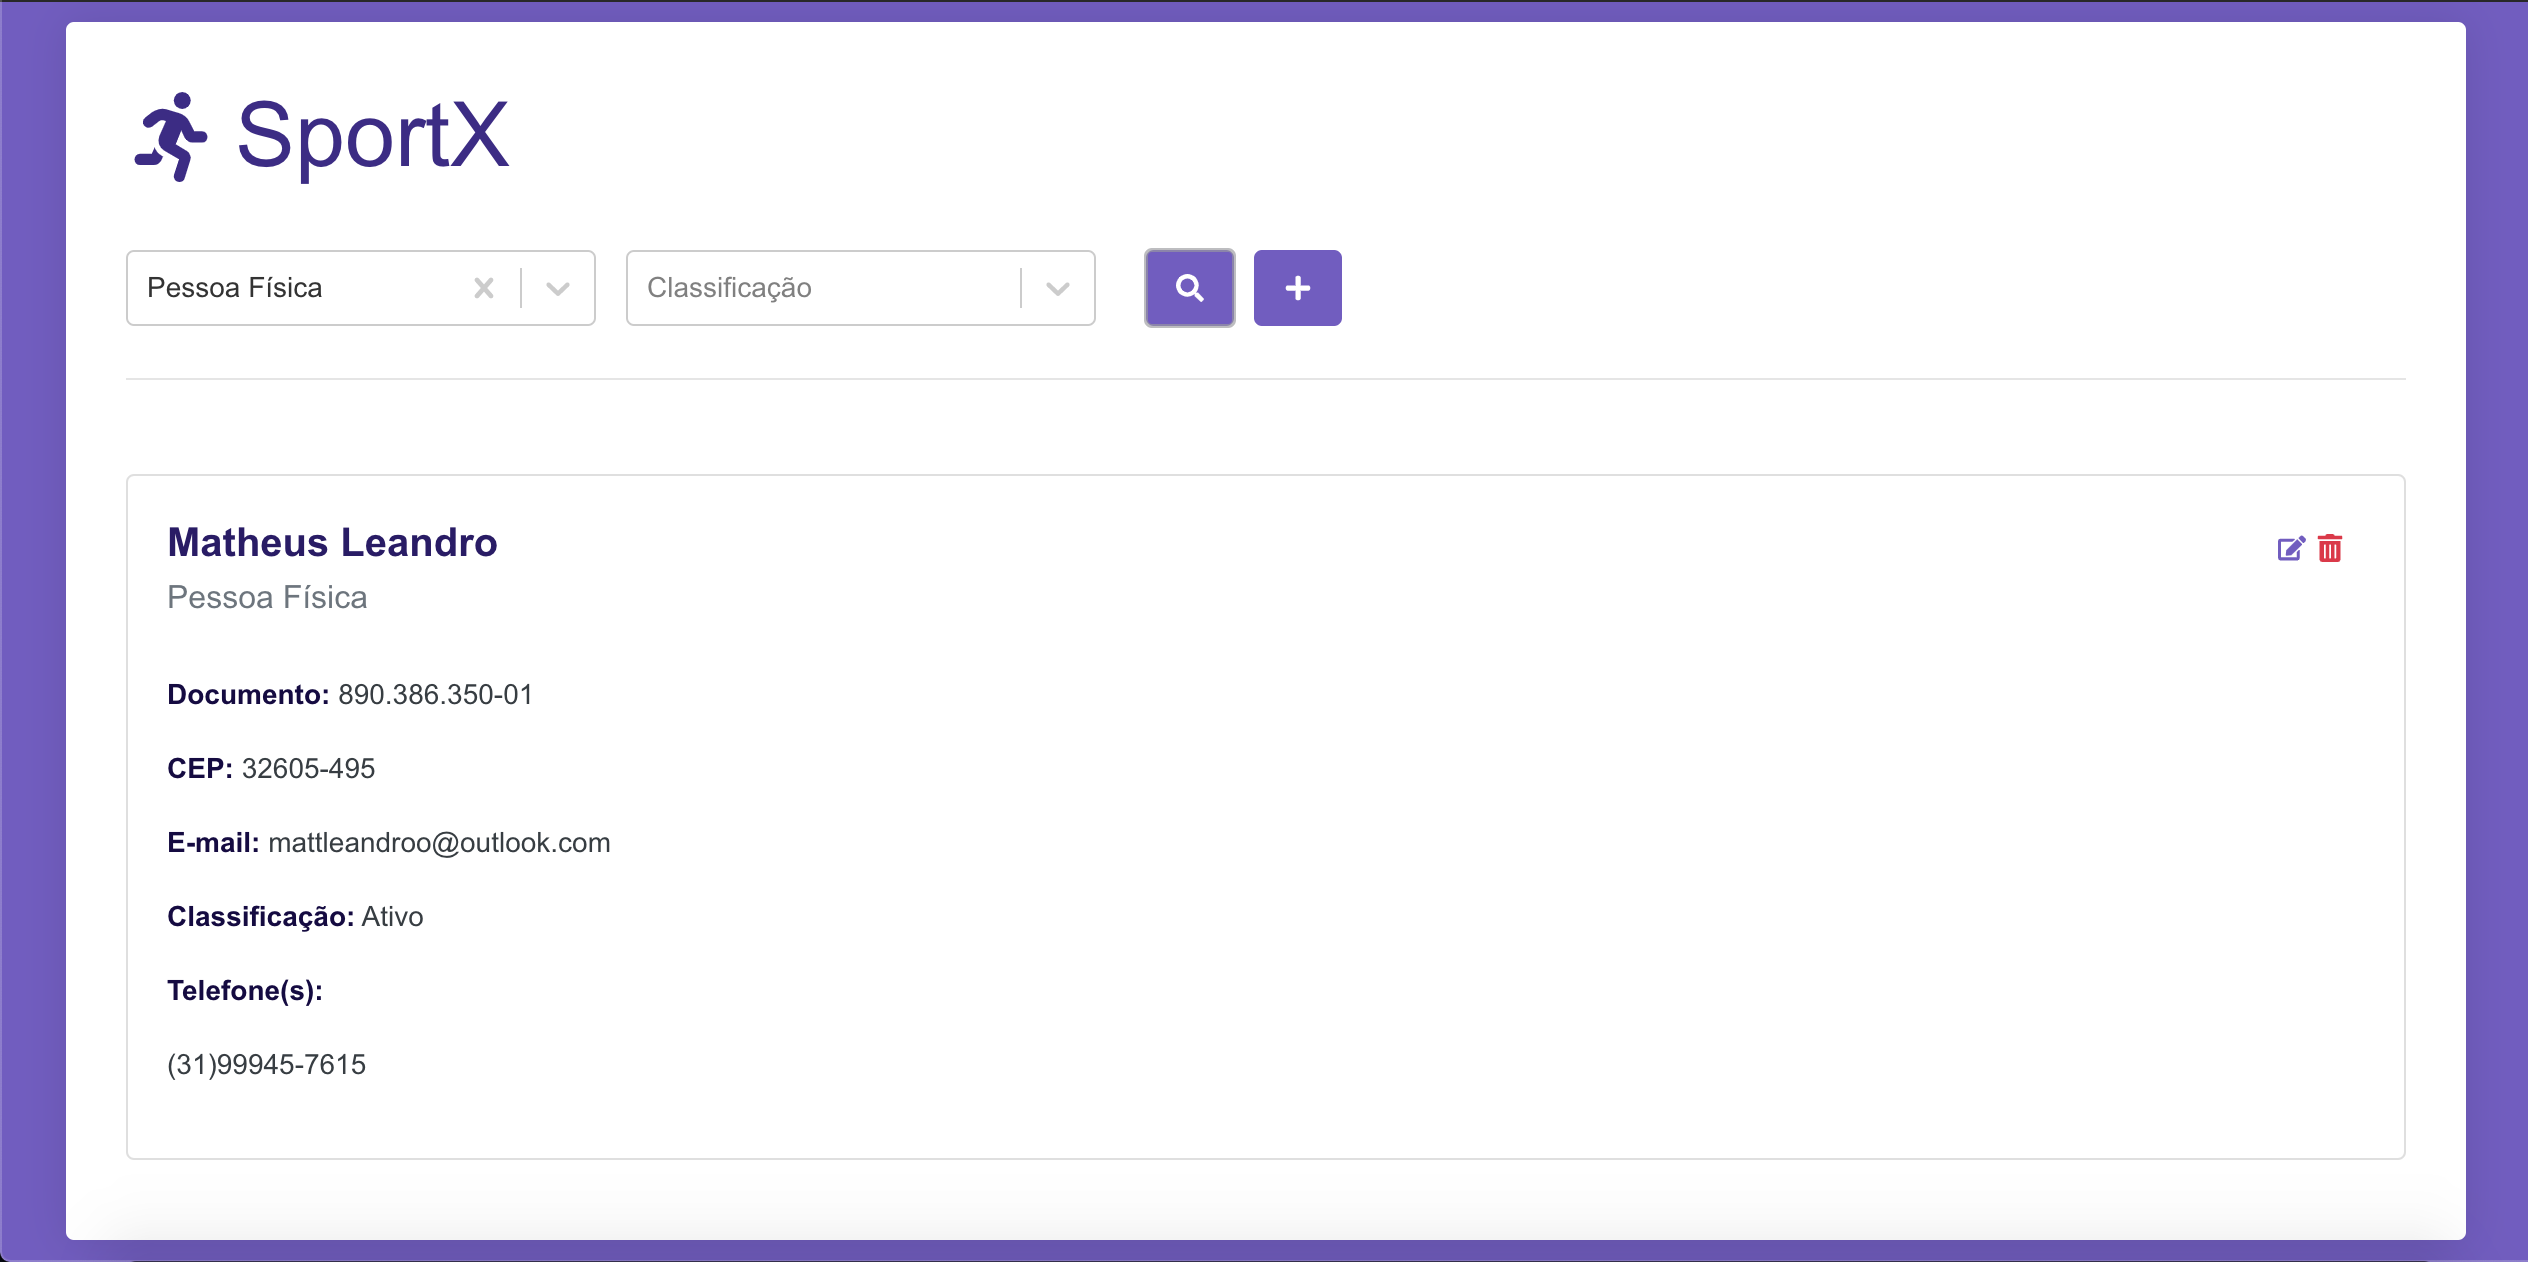 SportX
Pessoa Física
Classificação
Matheus Leandro
Pessoa Física
Documento: 890.386.350-01
CEP: 32605-495
E-mail: mattleandroo@outlook.com
Classificação: Ativo
Telefone(s):
(31)99945-7615